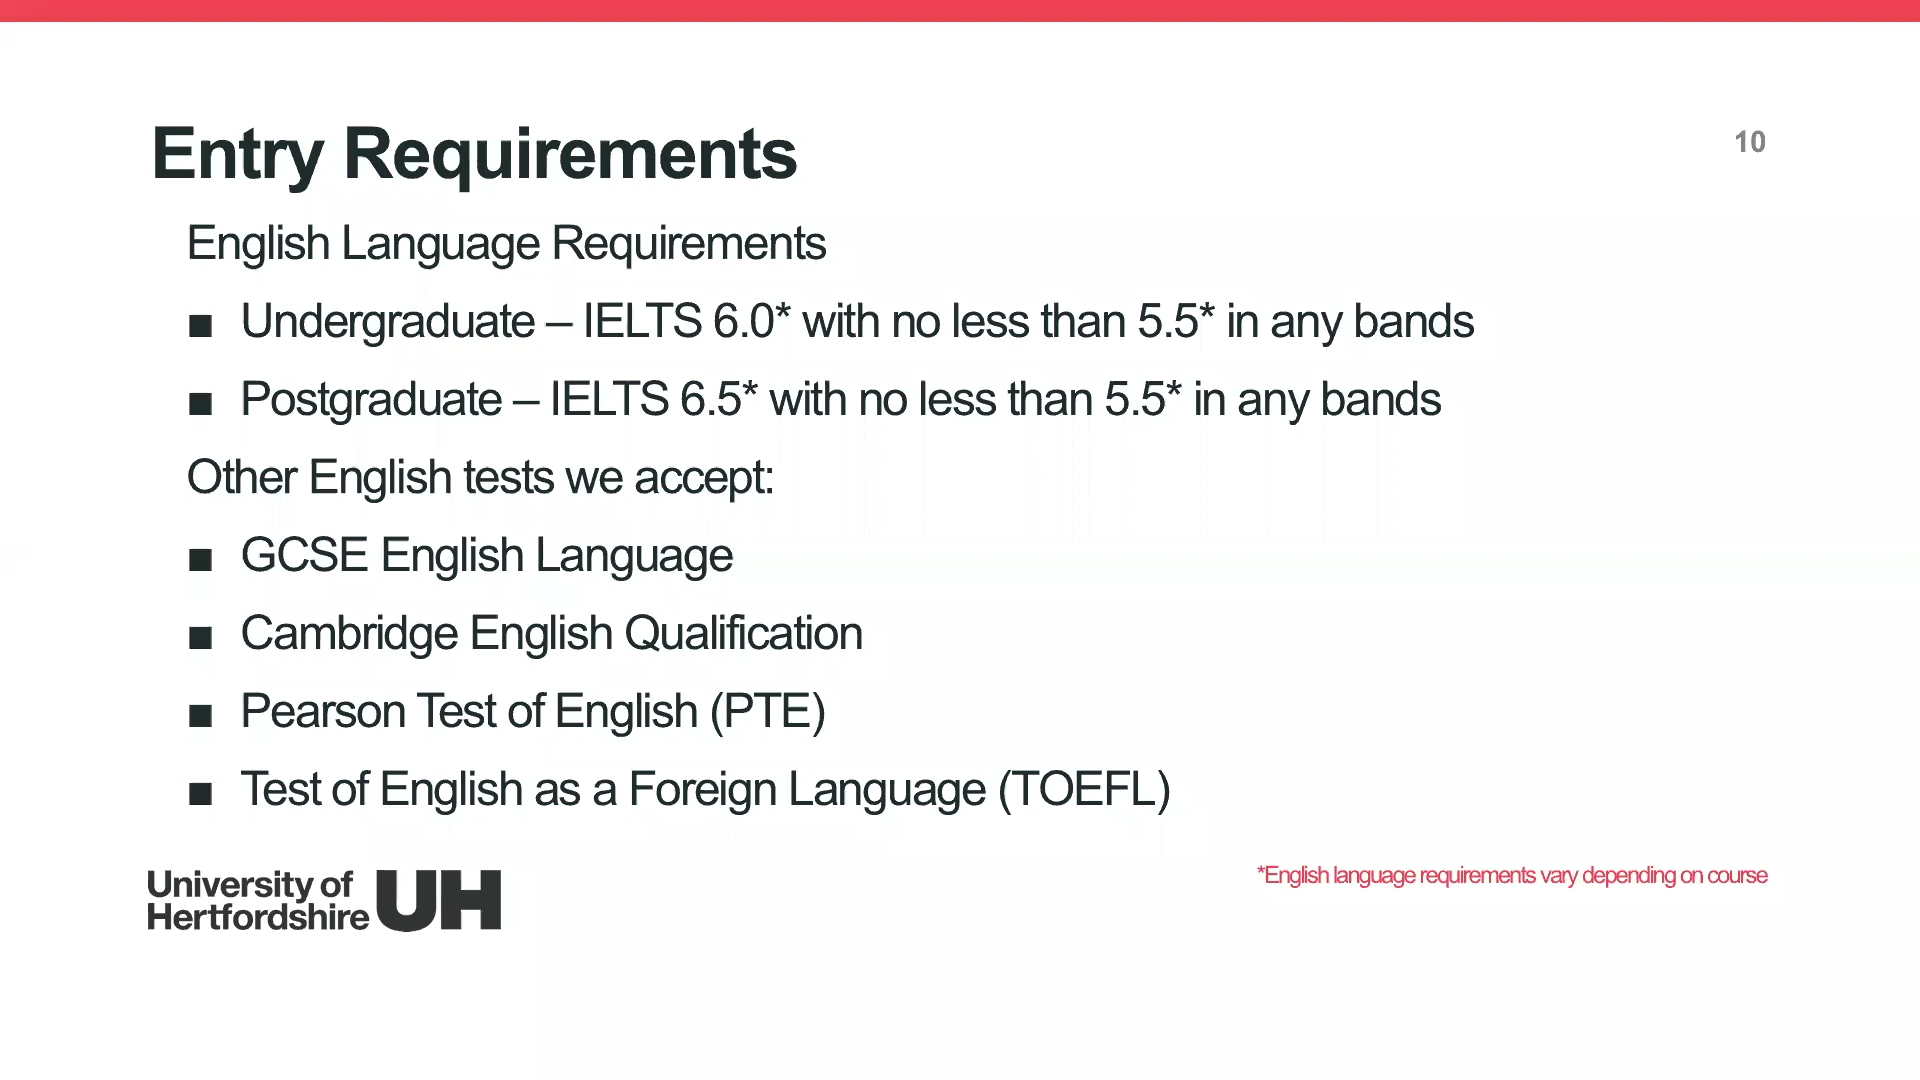 Entry Requirements
10
English Language Requirements
■ Undergraduate – IELTS 6.0* with no less than 5.5* in any bands
■ Postgraduate – IELTS 6.5* with no less than 5.5* in any bands
Other English tests we accept:
■ GCSE English Language
■ Cambridge English Qualification
■ Pearson Test of English (PTE)
■ Test of English as a Foreign Language (TOEFL)
*English language requirements vary depending on course
University of
Hertfordshire UH